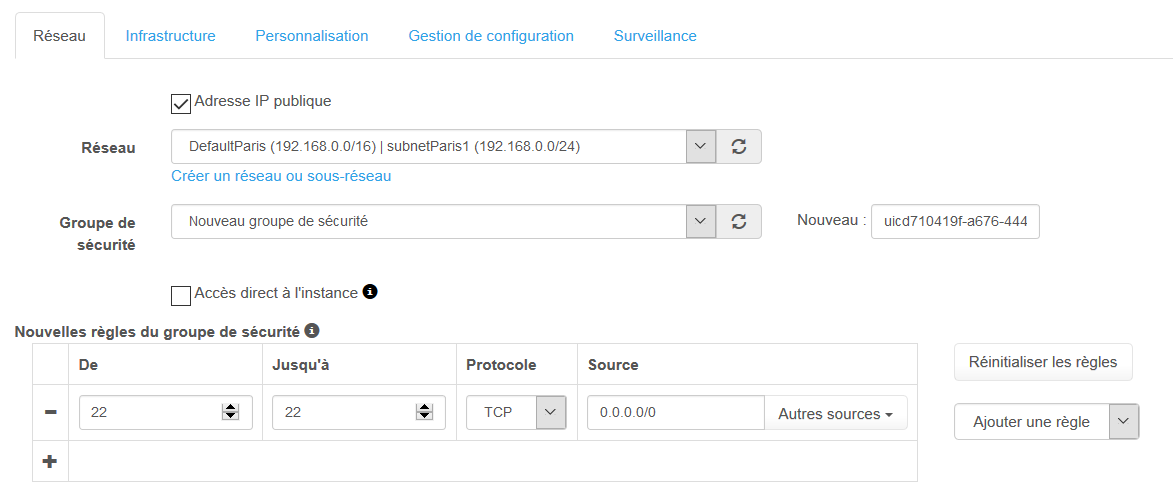 Réseau Infrastructure Personnalisation Gestion de configuration Surveillance
Adresse IP publique
Réseau DefaultParis (192.168.0.0/16) | subnetParis1 (192.168.0.0/24)
Créer un réseau ou sous-réseau
Groupe de sécurité Nouveau groupe de sécurité Nouveau : uicd710419f-a676-444
Accès direct à l'instance
Nouvelles règles du groupe de sécurité
De Jusqu'à Protocole Source Réinitialiser les règles
22 22 TCP 0.0.0.0/0 Autres sources Ajouter une règle